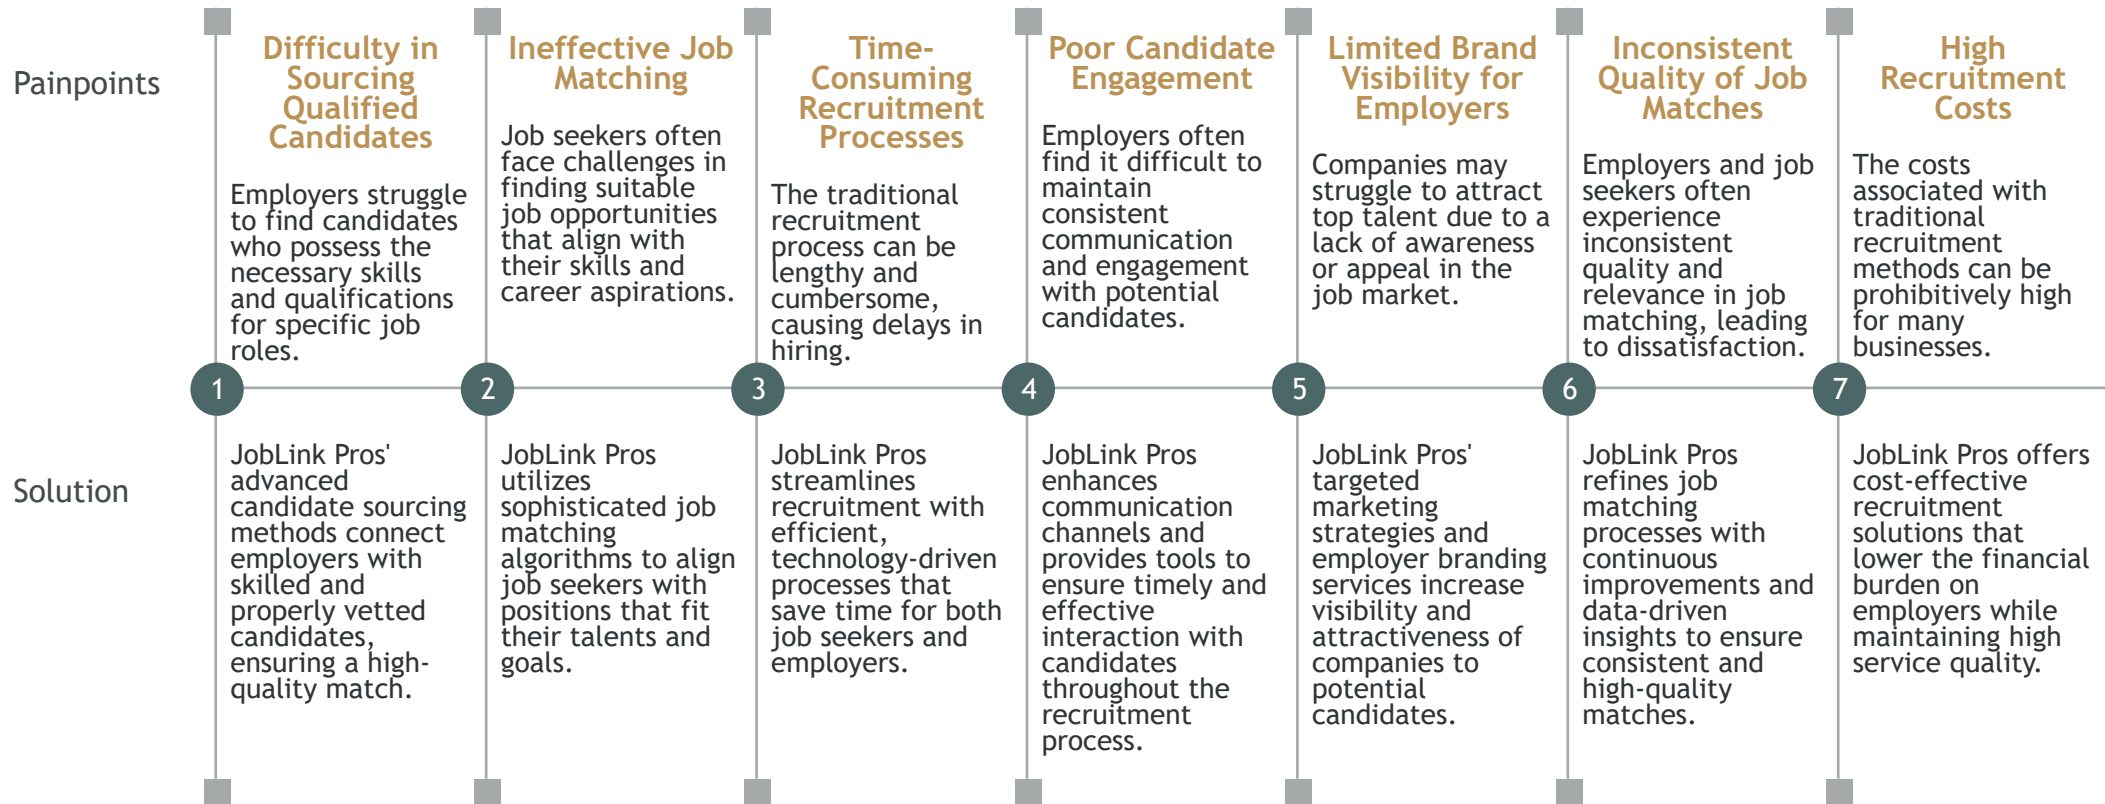 Painpoints
Difficulty in
Sourcing
Qualified
Candidates
Employers struggle
to find candidates
who possess the
necessary skills
and qualifications
for specific job
roles.
Ineffective Job
Matching
Job seekers often
face challenges in
finding suitable
job opportunities
that align with
their skills and
career aspirations.
Time-
Consuming
Recruitment
Processes
The traditional
recruitment
process can be
lengthy and
cumbersome,
causing delays in
hiring.
Poor Candidate
Engagement
Employers often
find it difficult to
maintain
consistent
communication
and engagement
with potential
candidates.
Limited Brand
Visibility for
Employers
Companies may
struggle to attract
top talent due to a
lack of awareness
or appeal in the
job market.
Inconsistent
Quality of Job
Matches
Employers and job
seekers often
experience
inconsistent
quality and
relevance in job
matching, leading
to dissatisfaction.
High
Recruitment
Costs
The costs
associated with
traditional
recruitment
methods can be
prohibitively high
for many
businesses.
1
2
3
4
5
6
7
Solution
JobLink Pros'
advanced
candidate sourcing
methods connect
employers with
skilled and
properly vetted
candidates,
ensuring a high-
quality match.
JobLink Pros
utilizes
sophisticated job
matching
algorithms to align
job seekers with
positions that fit
their talents and
goals.
JobLink Pros
streamlines
recruitment with
efficient,
technology-driven
processes that
save time for both
job seekers and
employers.
JobLink Pros
enhances
communication
channels and
provides tools to
ensure timely and
effective
interaction with
candidates
throughout the
recruitment
process.
JobLink Pros'
targeted
marketing
strategies and
employer branding
services increase
visibility and
attractiveness of
companies to
potential
candidates.
JobLink Pros
refines job
matching
processes with
continuous
improvements and
data-driven
insights to ensure
consistent and
high-quality
matches.
JobLink Pros offers
cost-effective
recruitment
solutions that
lower the financial
burden on
employers while
maintaining high
service quality.